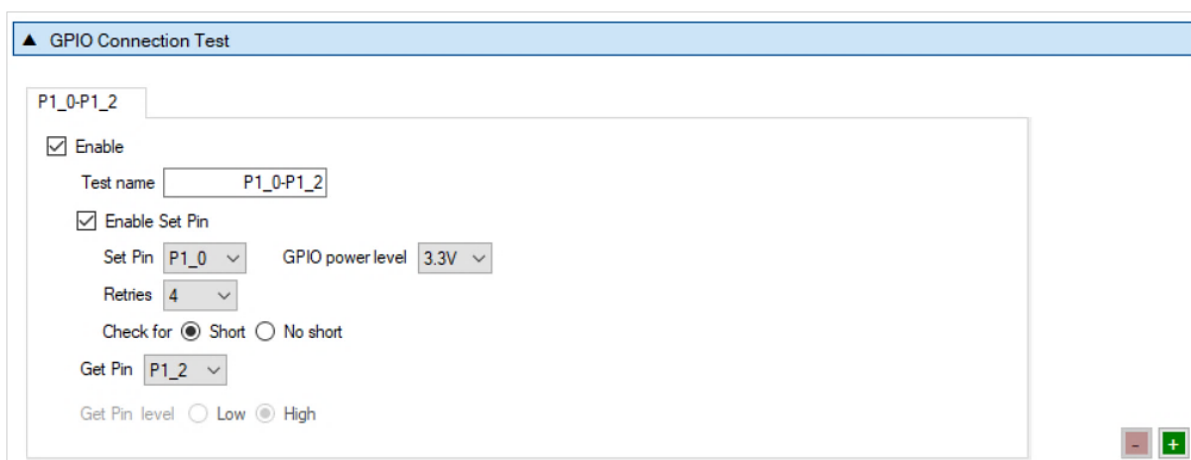 ▲ GPIO Connection Test
P1_0-P1_2
Enable
Test name P1_0-P1_2
Enable Set Pin
Set Pin P1_0 GPIO power level 3.3V
Retries 4
Check for Short No short
Get Pin P1_2
Get Pin level Low High
- +